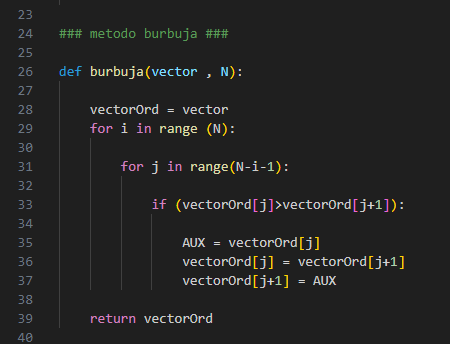 23
24 ### metodo burbuja ###
25
26 def burbuja(vector , N):
27
28     vectorOrd = vector
29     for i in range (N):
30
31         for j in range(N-i-1):
32
33             if (vectorOrd[j]>vectorOrd[j+1]):
34
35                 AUX = vectorOrd[j]
36                 vectorOrd[j] = vectorOrd[j+1]
37                 vectorOrd[j+1] = AUX
38
39     return vectorOrd
40